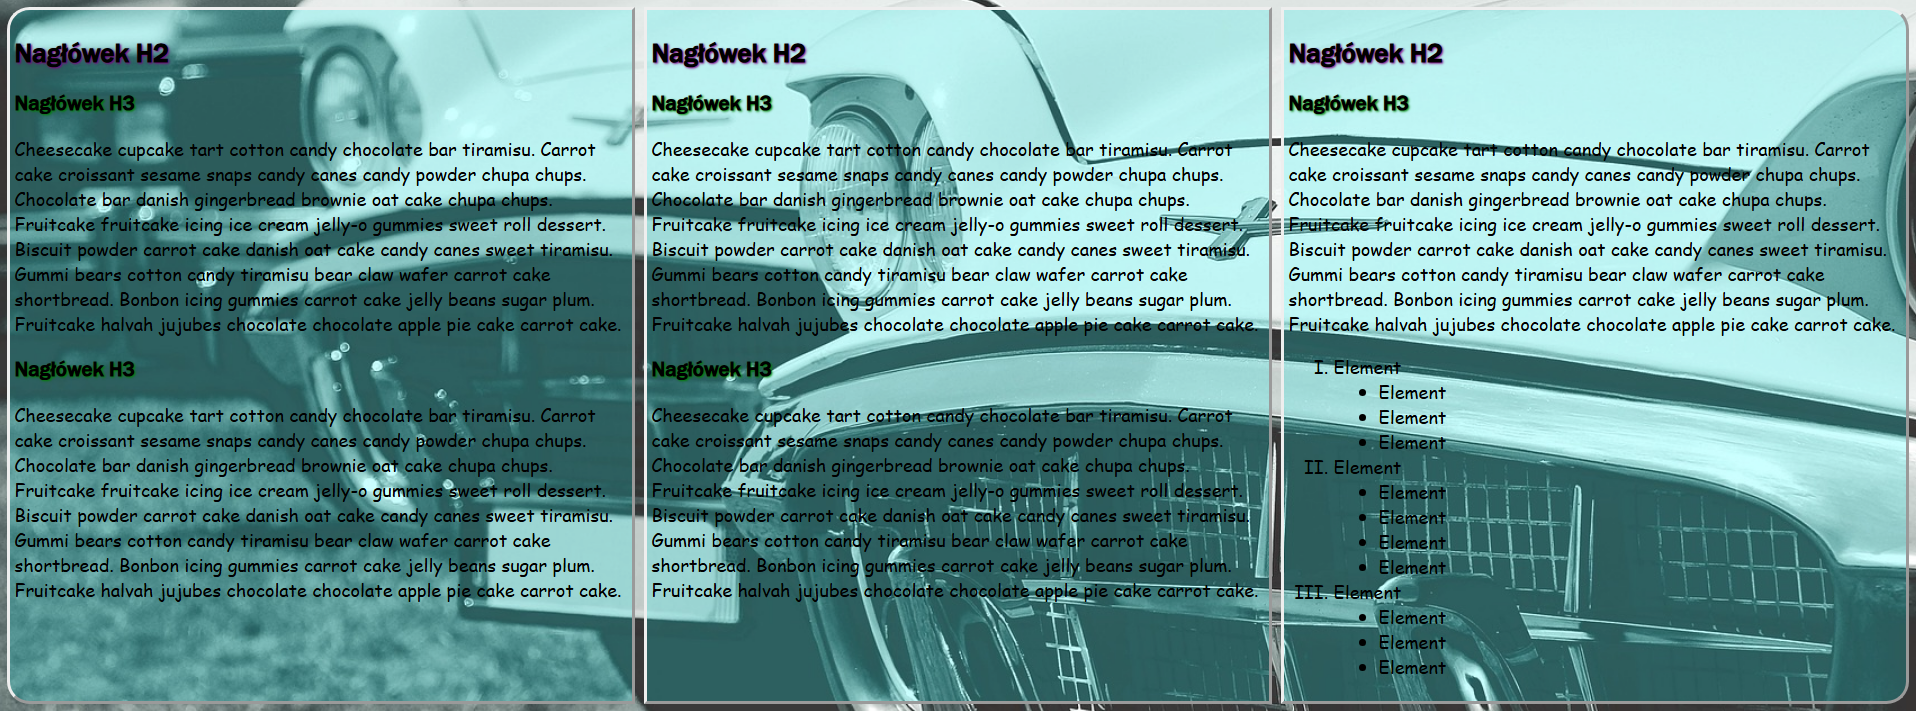 Nagłówek H2
Nagłówek H3
Cheesecake cupcake tart cotton candy chocolate bar tiramisu. Carrot
cake croissant sesame snaps candy canes candy powder chupa chups.
Chocolate bar danish gingerbread brownie oat cake chupa chups.
Fruitcake fruitcake icing ice cream jelly-o gummies sweet roll dessert.
Biscuit powder carrot cake danish oat cake candy canes sweet tiramisu.
Gummi bears cotton candy tiramisu bear claw wafer carrot cake
shortbread. Bonbon icing gummies carrot cake jelly beans sugar plum.
Fruitcake halvah jujubes chocolate chocolate apple pie cake carrot cake.
Nagłówek H3
Cheesecake cupcake tart cotton candy chocolate bar tiramisu. Carrot
cake croissant sesame snaps candy canes candy powder chupa chups.
Chocolate bar danish gingerbread brownie oat cake chupa chups.
Fruitcake fruitcake icing ice cream jelly-o gummies sweet roll dessert.
Biscuit powder carrot cake danish oat cake candy canes sweet tiramisu.
Gummi bears cotton candy tiramisu bear claw wafer carrot cake
shortbread. Bonbon icing gummies carrot cake jelly beans sugar plum.
Fruitcake halvah jujubes chocolate chocolate apple pie cake carrot cake.
Nagłówek H2
Nagłówek H3
Cheesecake cupcake tart cotton candy chocolate bar tiramisu. Carrot
cake croissant sesame snaps candy canes candy powder chupa chups.
Chocolate bar danish gingerbread brownie oat cake chupa chups.
Fruitcake fruitcake icing ice cream jelly-o gummies sweet roll dessert.
Biscuit powder carrot cake danish oat cake candy canes sweet tiramisu.
Gummi bears cotton candy tiramisu bear claw wafer carrot cake
shortbread. Bonbon icing gummies carrot cake jelly beans sugar plum.
Fruitcake halvah jujubes chocolate chocolate apple pie cake carrot cake.
Nagłówek H3
Cheesecake cupcake tart cotton candy chocolate bar tiramisu. Carrot
cake croissant sesame snaps candy canes candy powder chupa chups.
Chocolate bar danish gingerbread brownie oat cake chupa chups.
Fruitcake fruitcake icing ice cream jelly-o gummies sweet roll dessert.
Biscuit powder carrot cake danish oat cake candy canes sweet tiramisu.
Gummi bears cotton candy tiramisu bear claw wafer carrot cake
shortbread. Bonbon icing gummies carrot cake jelly beans sugar plum.
Fruitcake halvah jujubes chocolate chocolate apple pie cake carrot cake.
Nagłówek H2
Nagłówek H3
Cheesecake cupcake tart cotton candy chocolate bar tiramisu. Carrot
cake croissant sesame snaps candy canes candy powder chupa chups.
Chocolate bar danish gingerbread brownie oat cake chupa chups.
Fruitcake fruitcake icing ice cream jelly-o gummies sweet roll dessert.
Biscuit powder carrot cake danish oat cake candy canes sweet tiramisu.
Gummi bears cotton candy tiramisu bear claw wafer carrot cake
shortbread. Bonbon icing gummies carrot cake jelly beans sugar plum.
Fruitcake halvah jujubes chocolate chocolate apple pie cake carrot cake.
I. Element
• Element
• Element
• Element
II. Element
• Element
• Element
• Element
• Element
III. Element
• Element
• Element
• Element